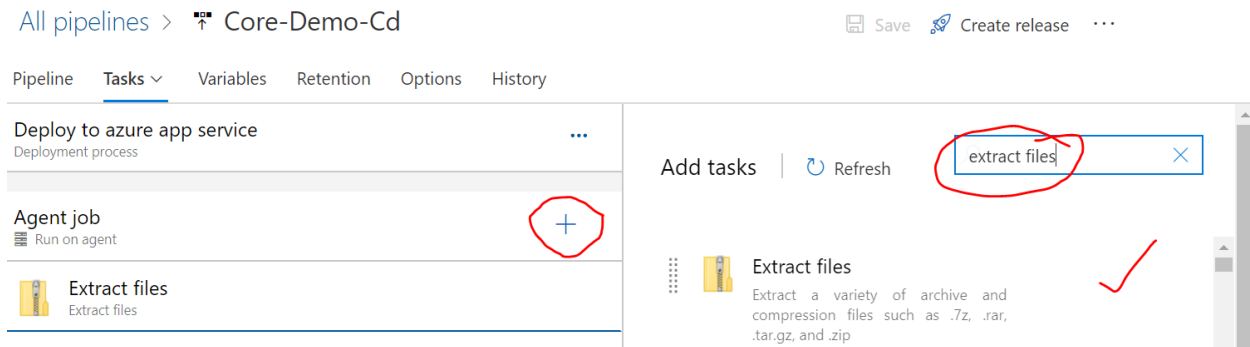 All pipelines > Core-Demo-Cd
Save Create release ...
Pipeline Tasks Variables Retention Options History
Deploy to azure app service
Deployment process
Agent job
Run on agent
Extract files
Extract files
Add tasks Refresh
extract files
Extract files
Extract a variety of archive and
compression files such as .7z, .rar,
.tar.gz, and .zip